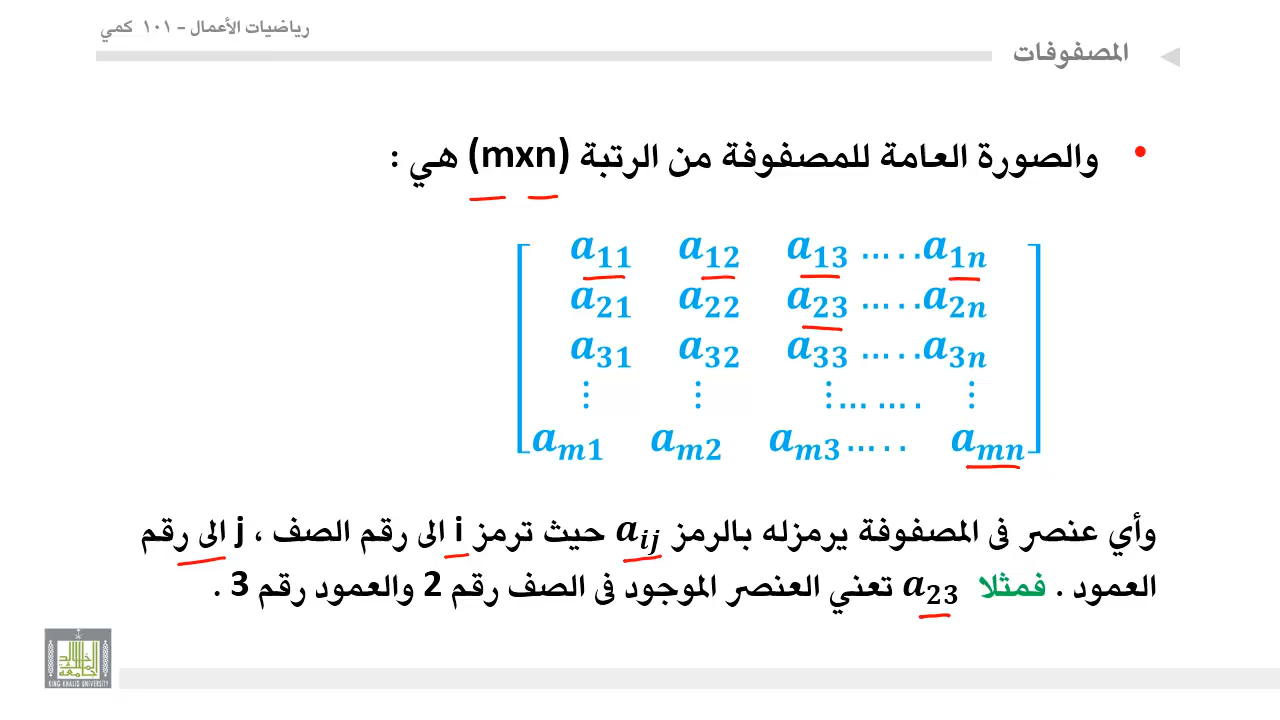 رياضيات الأعمال – ١٠١ كمي
المصفوفات
• والصورة العامة للمصفوفة من الرتبة (mxn) هي :
a11 a12 a13 ….. a1n
a21 a22 a23 ….. a2n
a31 a32 a33 ….. a3n
⋮ ⋮ ⋮……. ⋮
am1 am2 am3 ….. amn
وأي عنصر فى المصفوفة يرمزله بالرمز aij حيث ترمز i الى رقم الصف ، j الى رقم
العمود . فمثلا a23 تعني العنصر الموجود فى الصف رقم 2 والعمود رقم 3 .
جامعة الملك خالد
KING KHALID UNIVERSITY